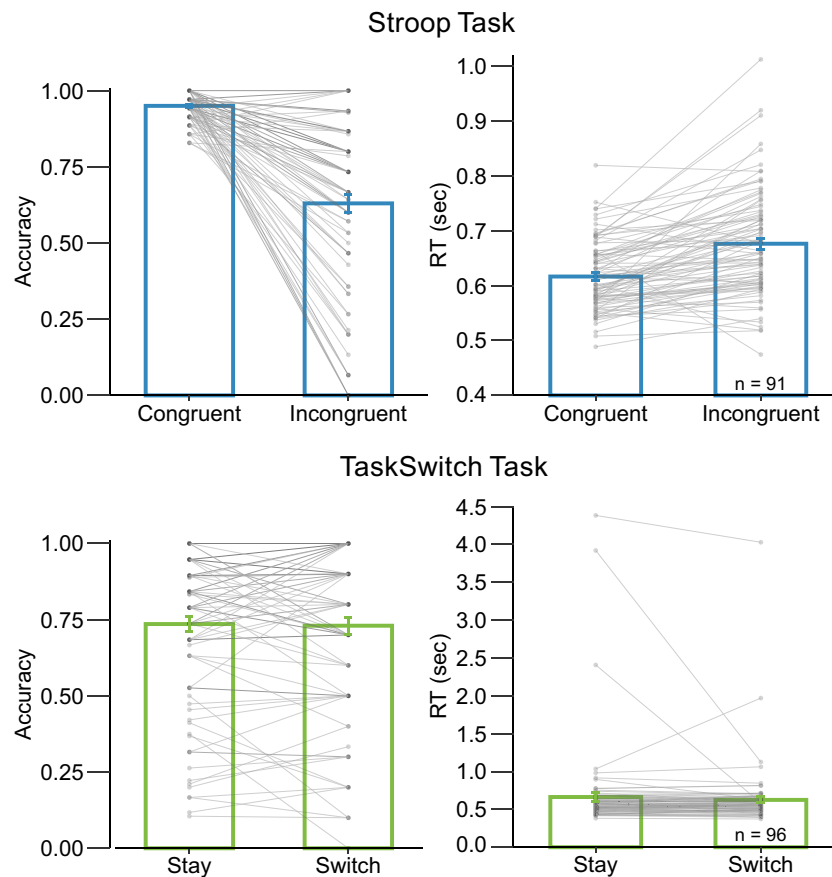 Stroop Task
Accuracy
1.00
0.75
0.50
0.25
0.00
Congruent
Incongruent
RT (sec)
1.0
0.9
0.8
0.7
0.6
0.5
0.4
n = 91
Congruent
Incongruent
TaskSwitch Task
Accuracy
1.00
0.75
0.50
0.25
0.00
Stay
Switch
RT (sec)
4.5
4.0
3.5
3.0
2.5
2.0
1.5
1.0
0.5
0.0
n = 96
Stay
Switch